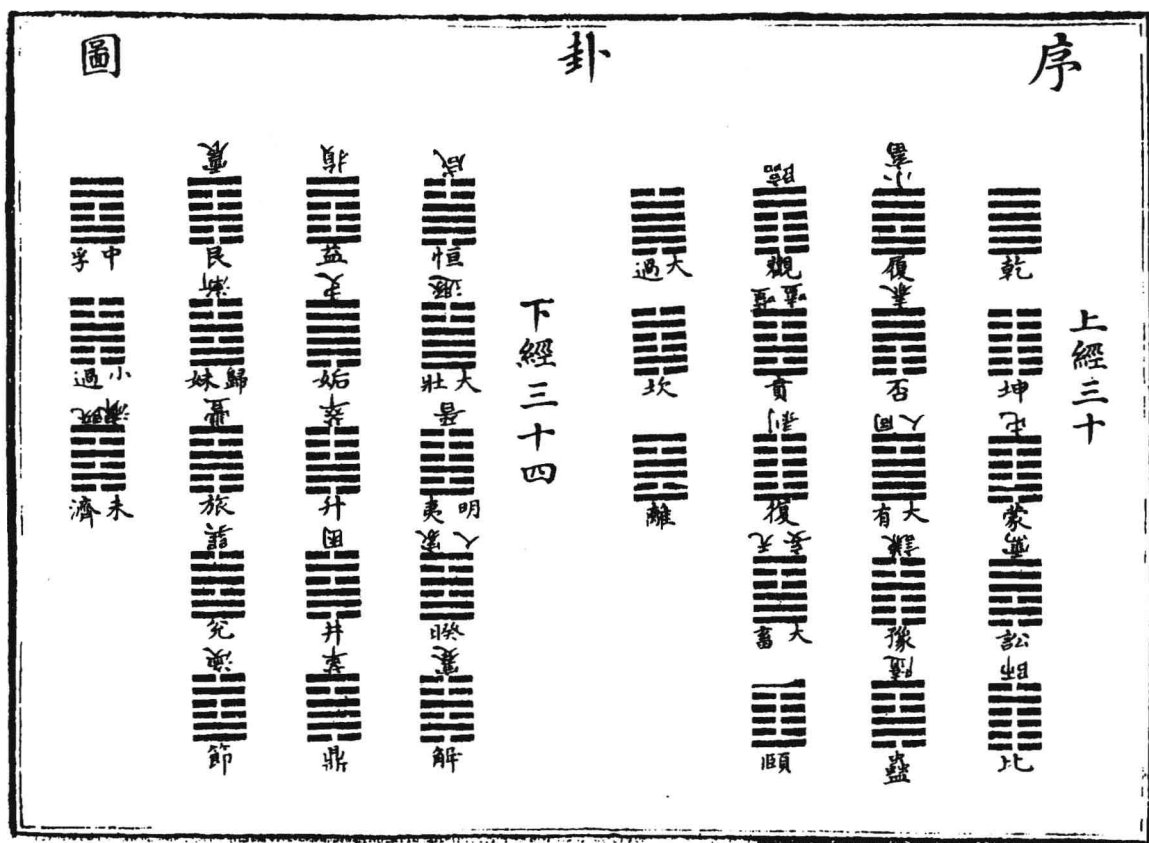 序卦圖
上經三十
乾
坤
屯
蒙
需
訟
師
比
小畜
履
泰
否
同人
大有
謙
豫
隨
蠱
臨
觀
噬嗑
賁
剝
復
无妄
大畜
頤
大過
坎
離
下經三十四
咸
恒
遯
大壯
晉
明夷
家人
睽
蹇
解
損
益
夬
姤
萃
升
困
井
革
鼎
震
艮
漸
歸妹
豐
旅
巽
兌
渙
節
中孚
小過
既濟
未濟